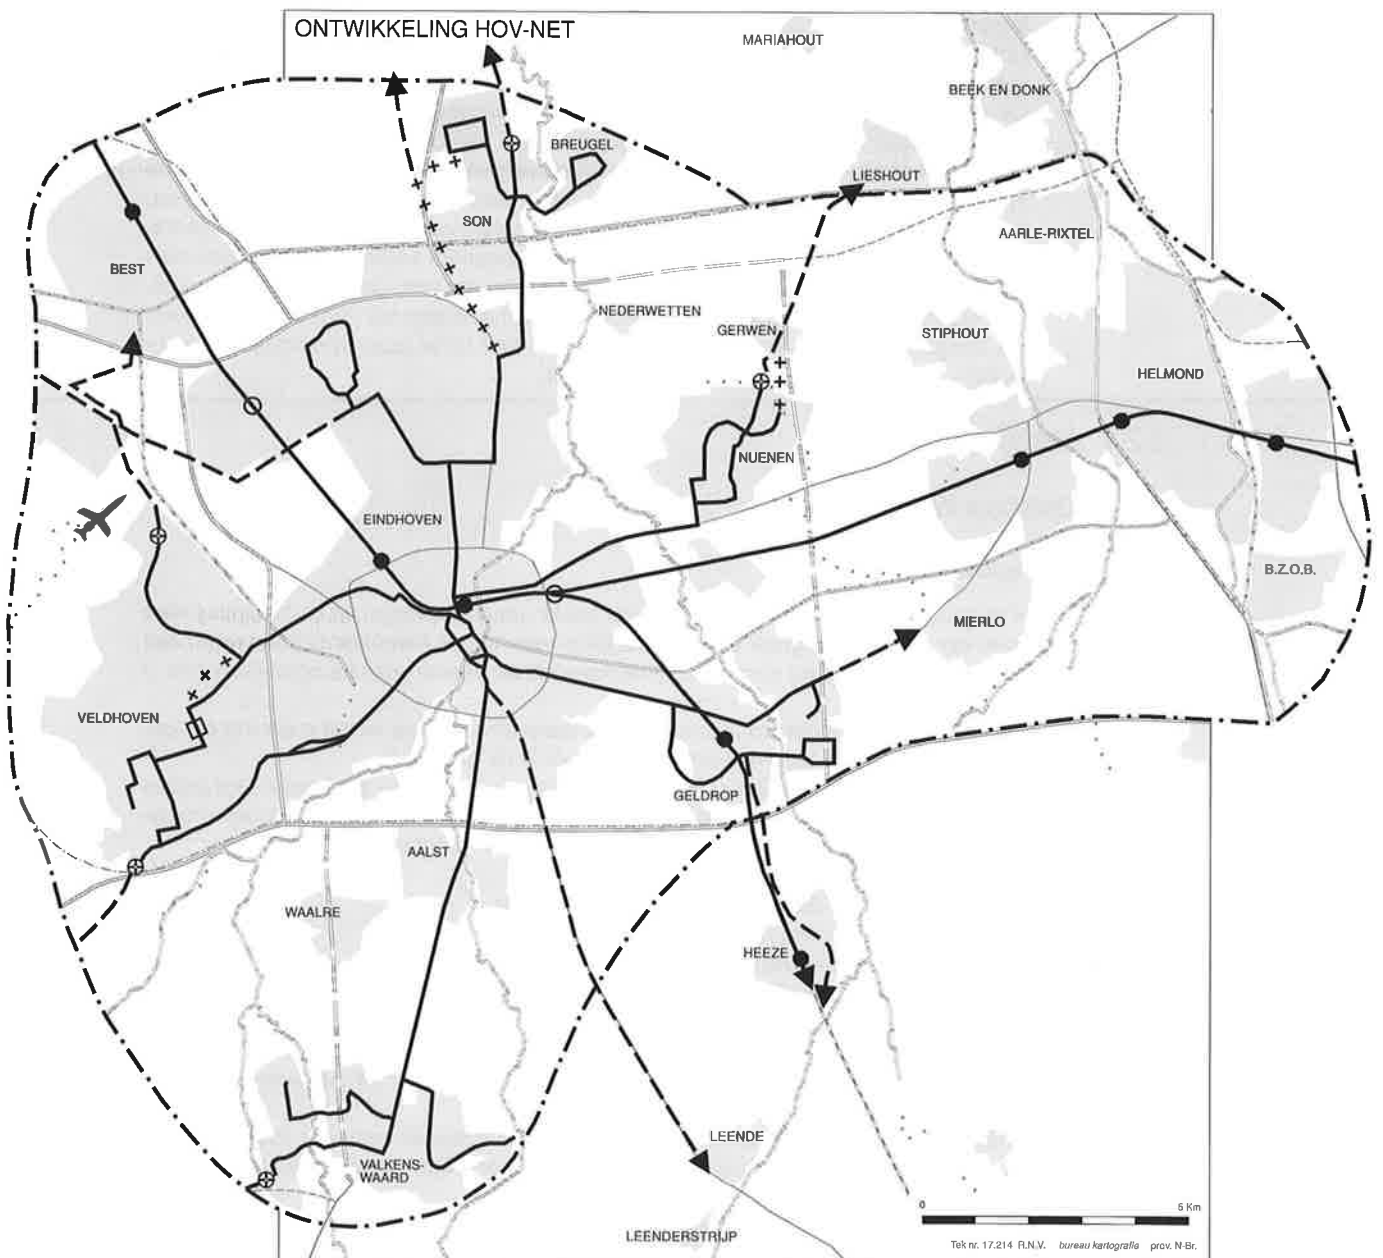 ONTWIKKELING HOV-NET
MARIAHOUT
BEEK EN DONK
BREUGEL
LIESHOUT
SON
AARLE-RIXTEL
BEST
NEDERWETTEN
GERWEN
STIPHOUT
HELMOND
NUENEN
EINDHOVEN
B.Z.O.B.
MIERLO
VELDHOVEN
GELDROP
AALST
WAALRE
HEEZE
LEENDE
VALKENS-
WAARD
LEENDERSTRIJP
0 5 Km
Tek nr. 17.214 R.N.V. bureau kartografie prov. N-Br.